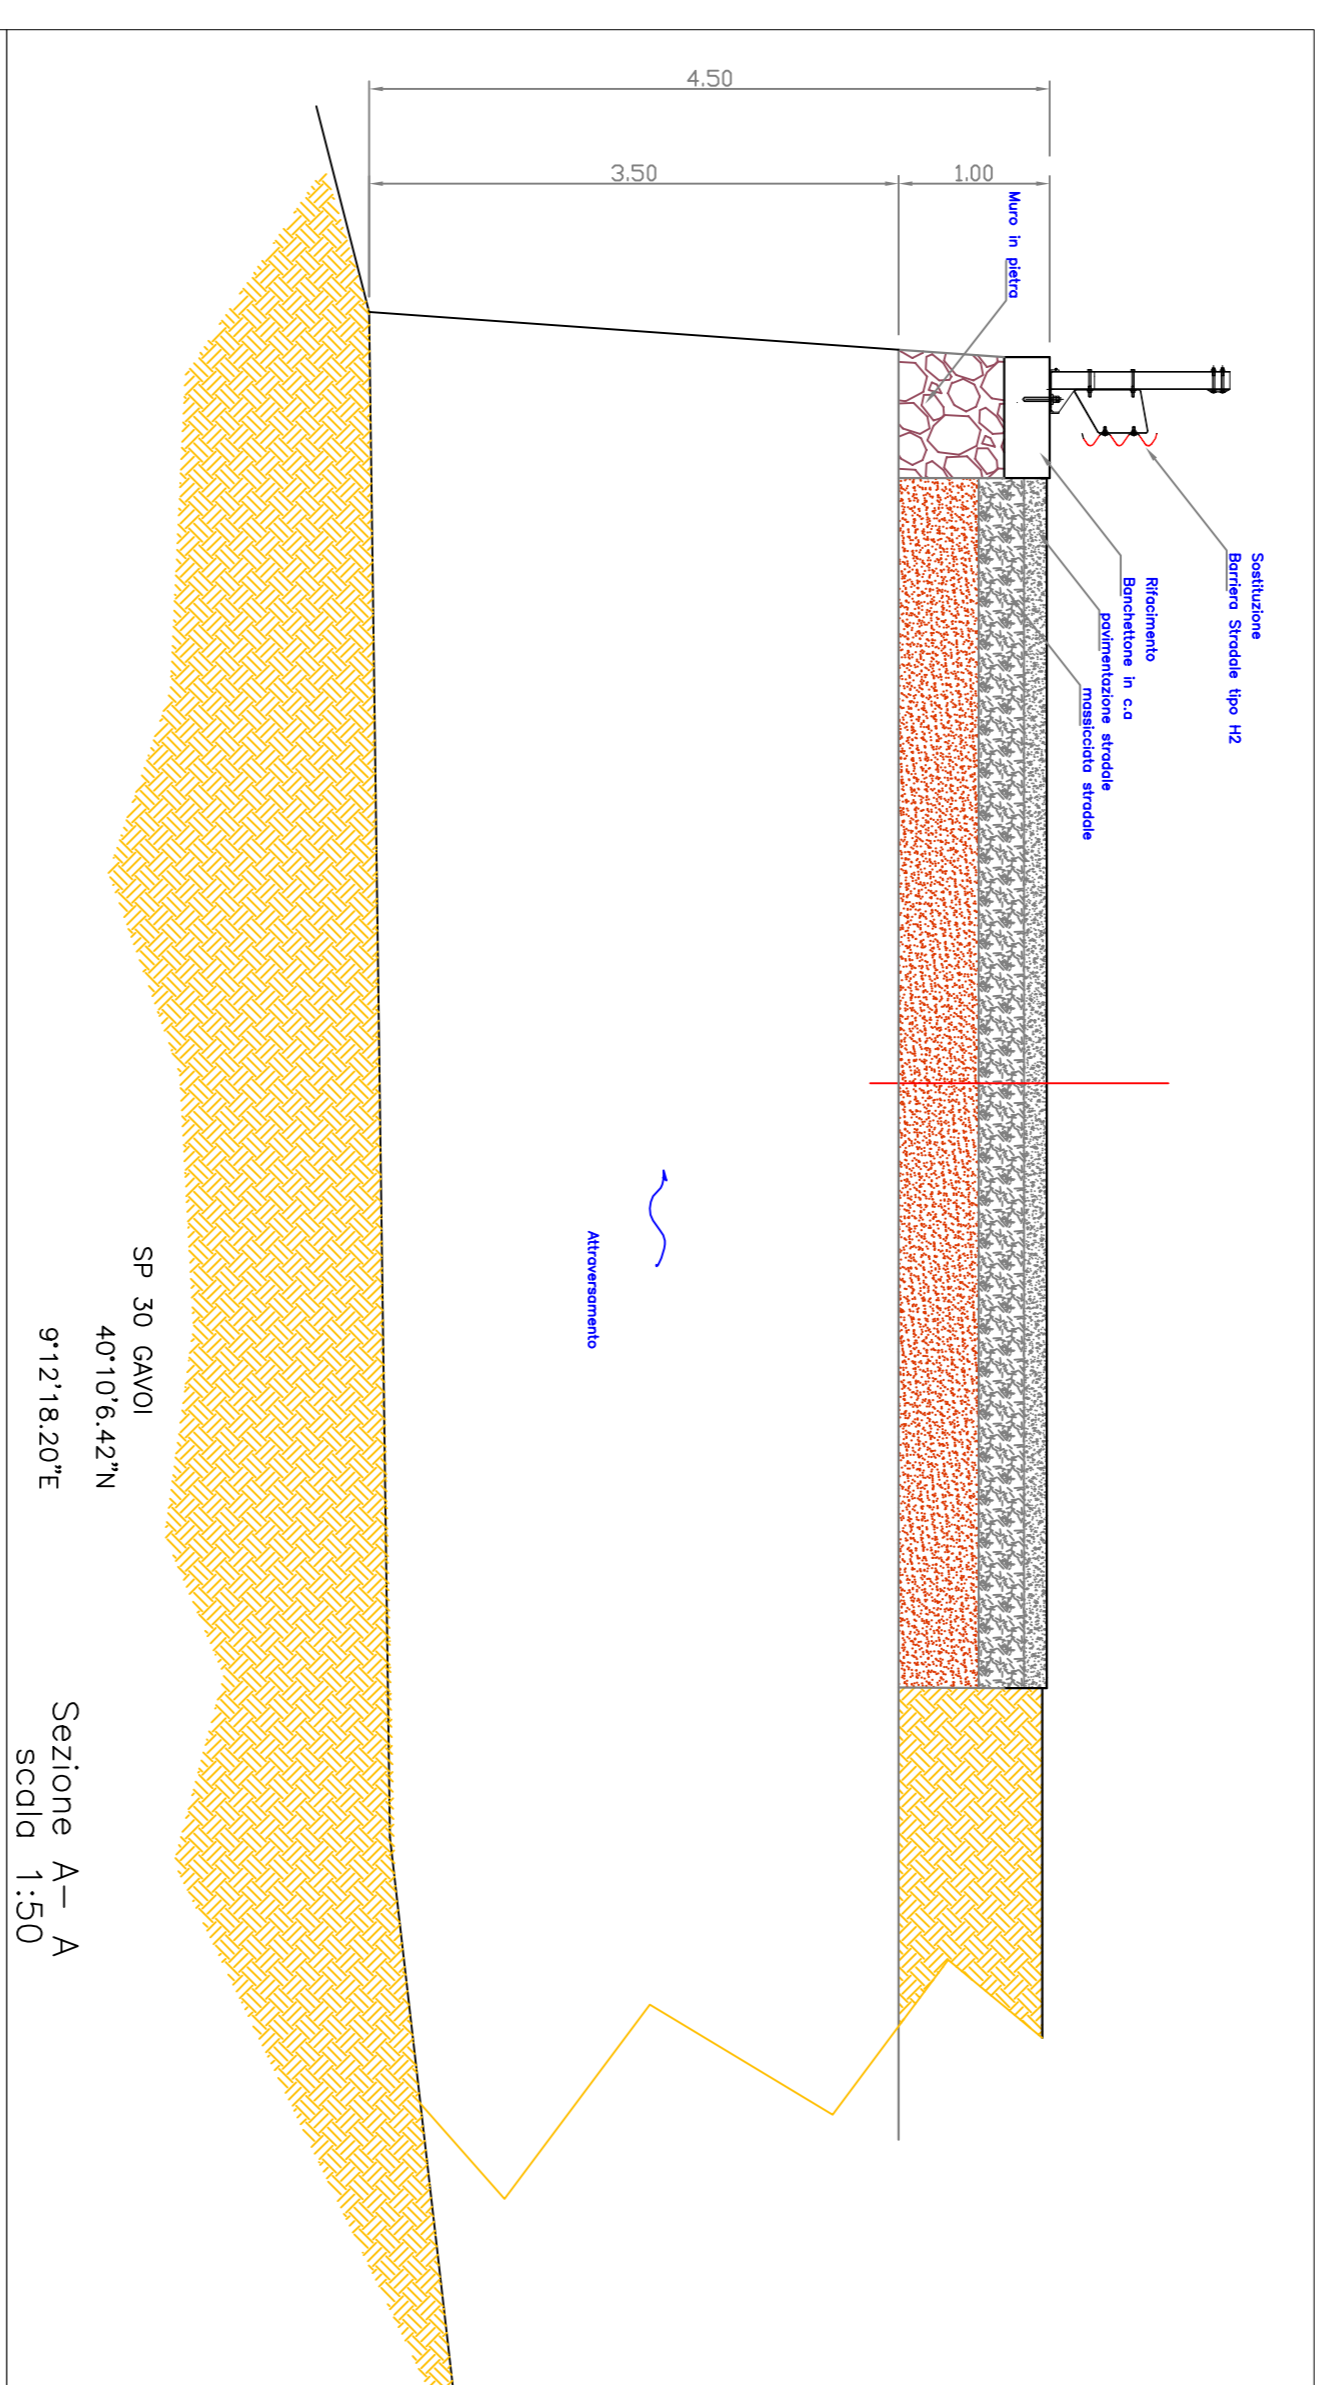 Sostituzione
Barriera Stradale tipo H2
Rifacimento
Banchettone in c.a
pavimentazione stradale
massicciata stradale
Muro in pietra
4.50
3.50
1.00
Attraversamento
SP 30 GAVOI
40°10'6.42"N
9°12'18.20"E
Sezione A- A
scala 1:50